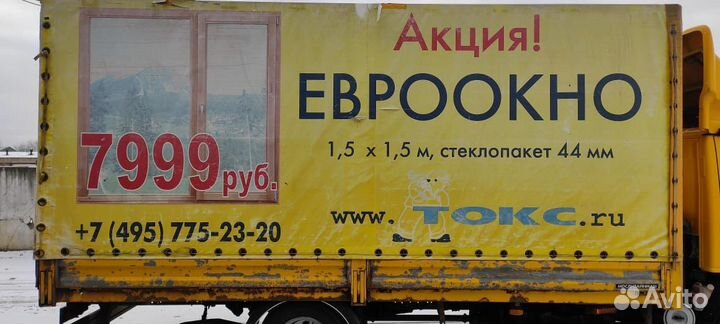 Акция!
ЕВРООКНО
1,5 х 1,5 м, стеклопакет 44 мм
7999 руб.
www.ТОКС.ru
+7 (495) 775-23-20
Avito